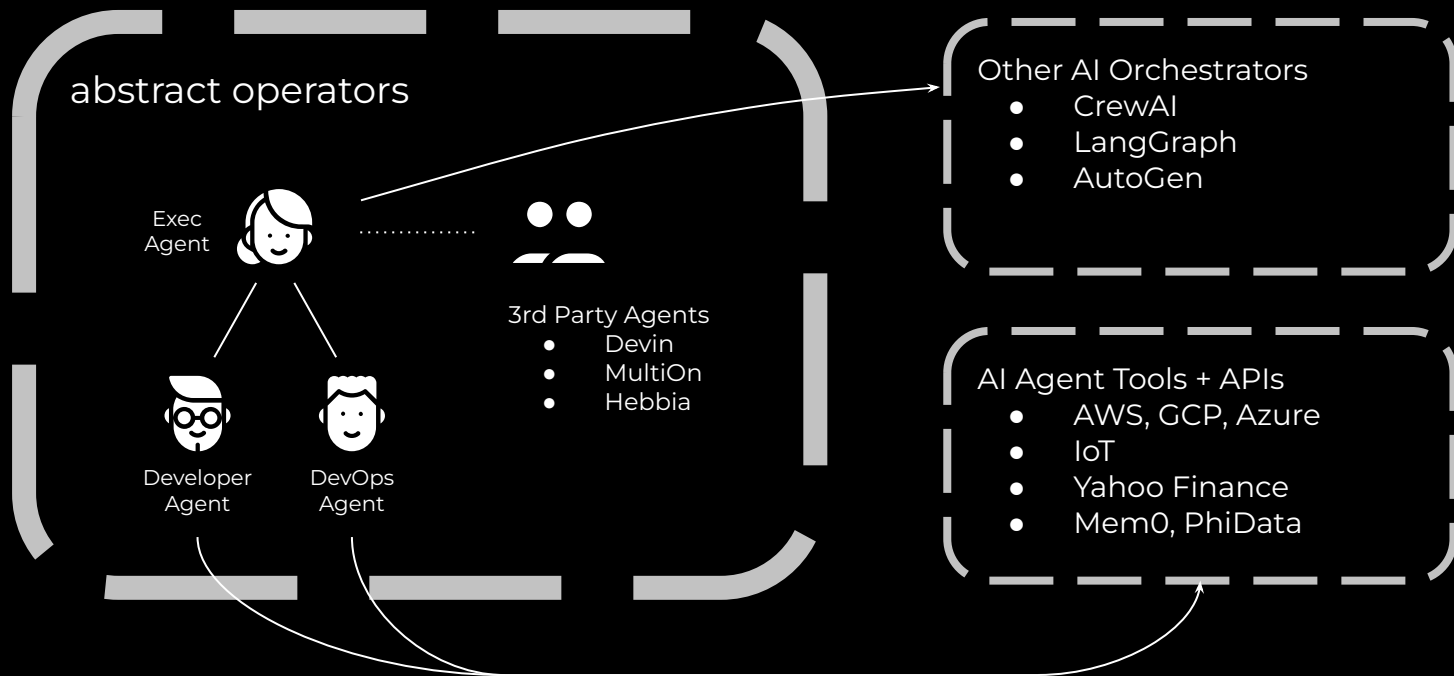 abstract operators
Exec
Agent
3rd Party Agents
● Devin
● MultiOn
● Hebbia
Developer
Agent
DevOps
Agent
Other AI Orchestrators
● CrewAI
● LangGraph
● AutoGen
AI Agent Tools + APIs
● AWS, GCP, Azure
● IoT
● Yahoo Finance
● Mem0, PhiData